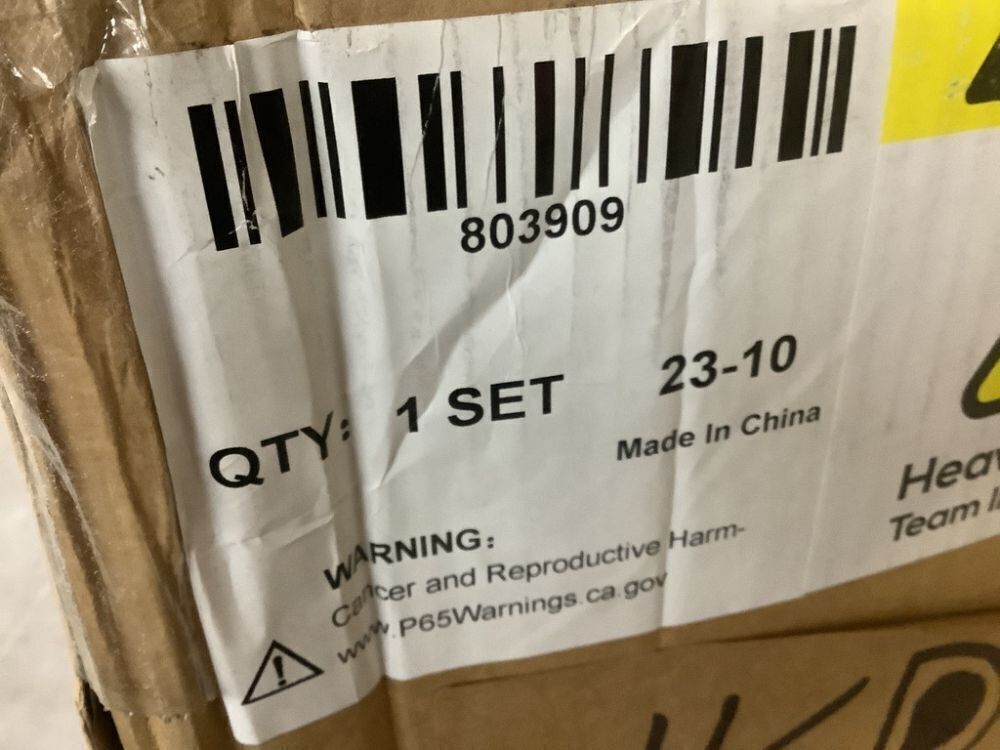 803909
QTY: 1 SET
23-10
Made In China
WARNING:
Cancer and Reproductive Harm-
www.P65Warnings.ca.gov
Team